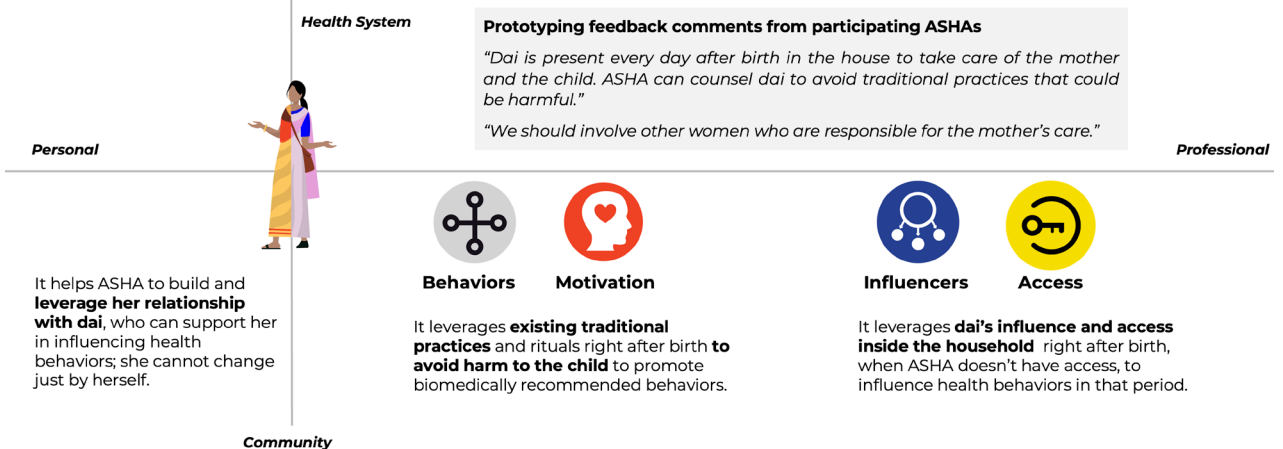 Health System
Prototyping feedback comments from participating ASHAs
“Dai is present every day after birth in the house to take care of the mother
and the child. ASHA can counsel dai to avoid traditional practices that could
be harmful.”
“We should involve other women who are responsible for the mother’s care.”
Personal
Professional
Behaviors
Motivation
Influencers
Access
It helps ASHA to build and
leverage her relationship
with dai, who can support her
in influencing health
behaviors; she cannot change
just by herself.
It leverages existing traditional
practices and rituals right after birth to
avoid harm to the child to promote
biomedically recommended behaviors.
It leverages dai’s influence and access
inside the household right after birth,
when ASHA doesn’t have access, to
influence health behaviors in that period.
Community